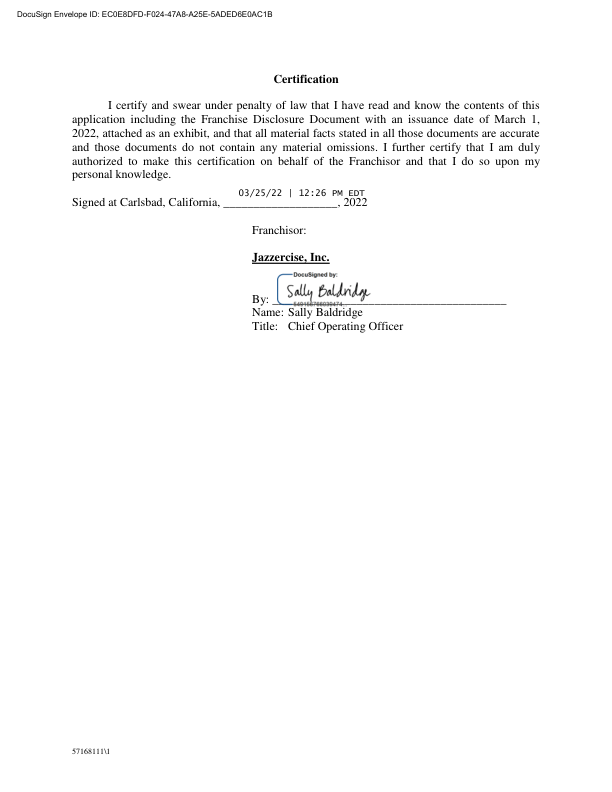 DocuSign Envelope ID: EC0E8DFD-F024-47A8-A25E-5ADED6E0AC1B
Certification
I certify and swear under penalty of law that I have read and know the contents of this
application including the Franchise Disclosure Document with an issuance date of March 1,
2022, attached as an exhibit, and that all material facts stated in all those documents are accurate
and those documents do not contain any material omissions. I further certify that I am duly
authorized to make this certification on behalf of the Franchisor and that I do so upon my
personal knowledge.
03/25/22 | 12:26 PM EDT
Signed at Carlsbad, California, ___________________, 2022
Franchisor:
Jazzercise, Inc.
DocuSigned by:
Sally Baldridge
By: _______________________________________
Name: Sally Baldridge
Title: Chief Operating Officer
57168111\1